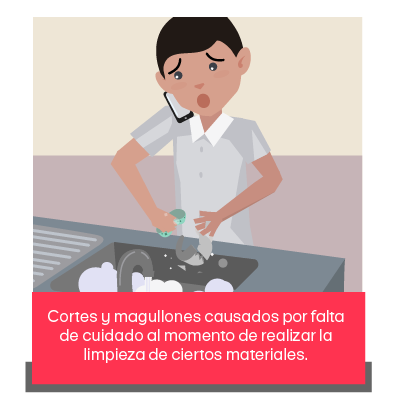 Cortes y magullones causados por falta
de cuidado al momento de realizar la
limpieza de ciertos materiales.